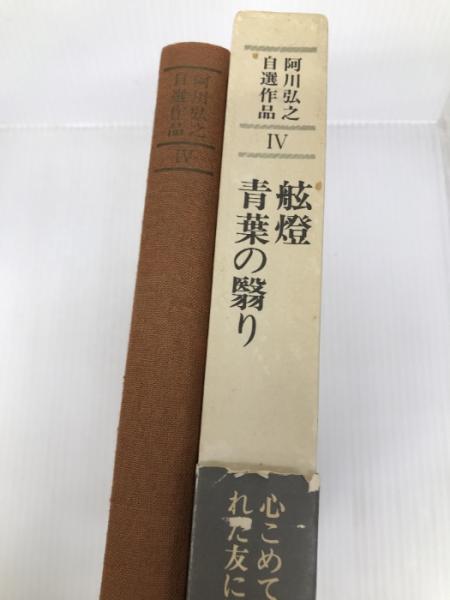 阿川弘之
自選作品
IV
阿川弘之
自選作品
IV
舷燈
青葉の翳り
心こめて
れた友に